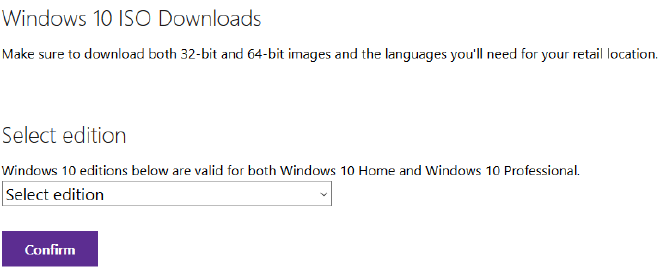 Windows 10 ISO Downloads
Make sure to download both 32-bit and 64-bit images and the languages you'll need for your retail location.
Select edition
Windows 10 editions below are valid for both Windows 10 Home and Windows 10 Professional.
Select edition
Confirm